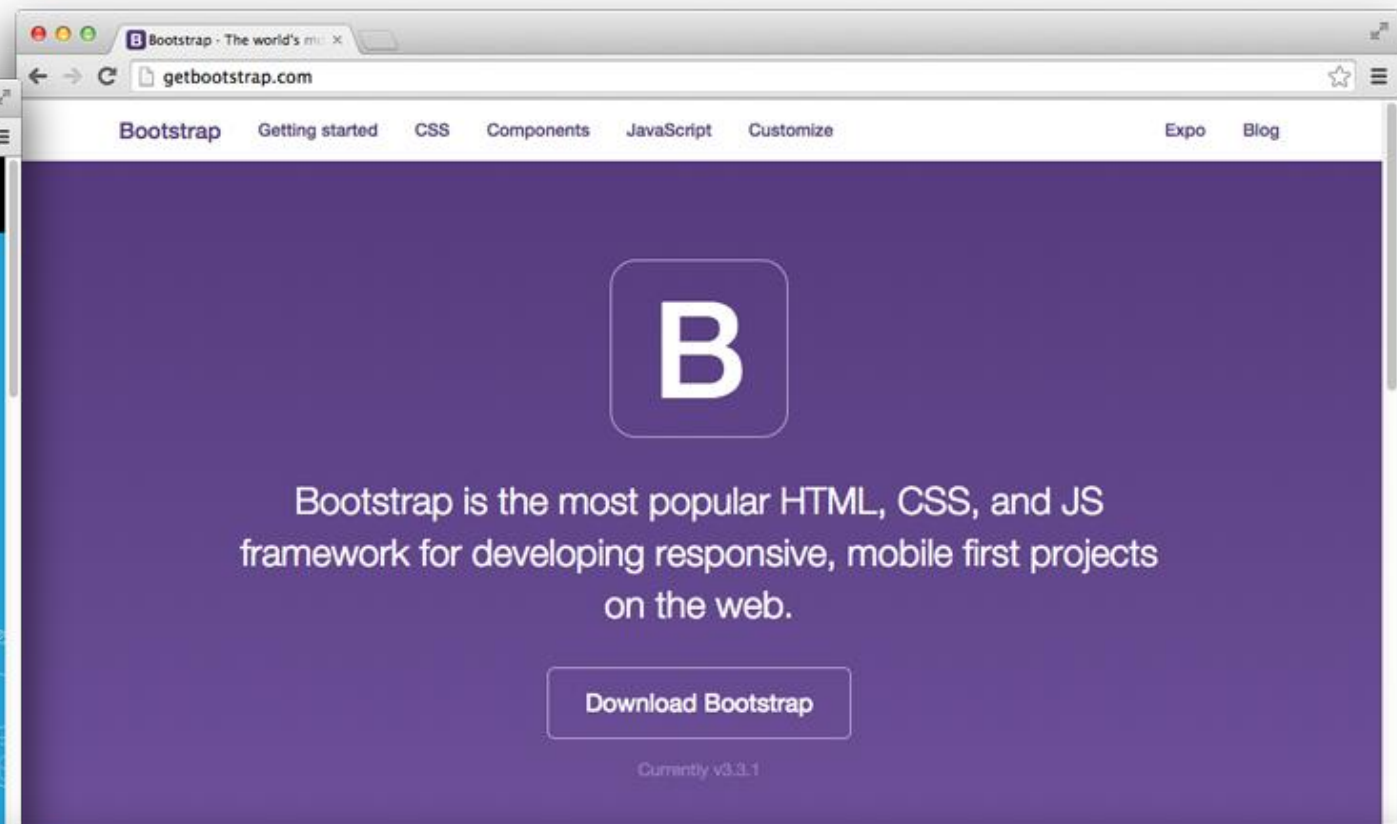 B Bootstrap - The world's
getbootstrap.com
Bootstrap Getting started CSS Components JavaScript Customize Expo Blog
B
Bootstrap is the most popular HTML, CSS, and JS
framework for developing responsive, mobile first projects
on the web.
Download Bootstrap
Currently v3.3.1